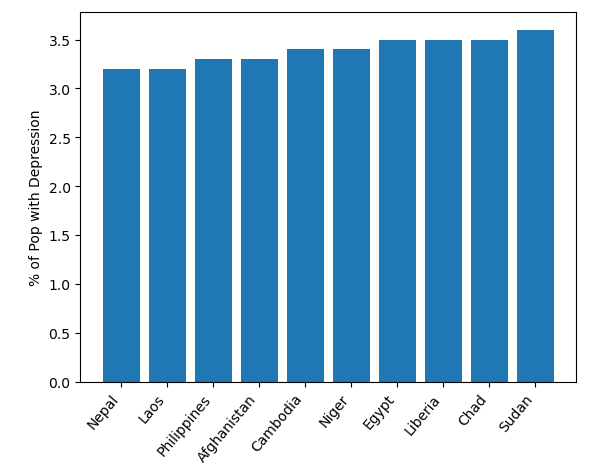 % of Pop with Depression
3.5
3.0
2.5
2.0
1.5
1.0
0.5
0.0
Nepal
Laos
Philippines
Afghanistan
Cambodia
Niger
Egypt
Liberia
Chad
Sudan